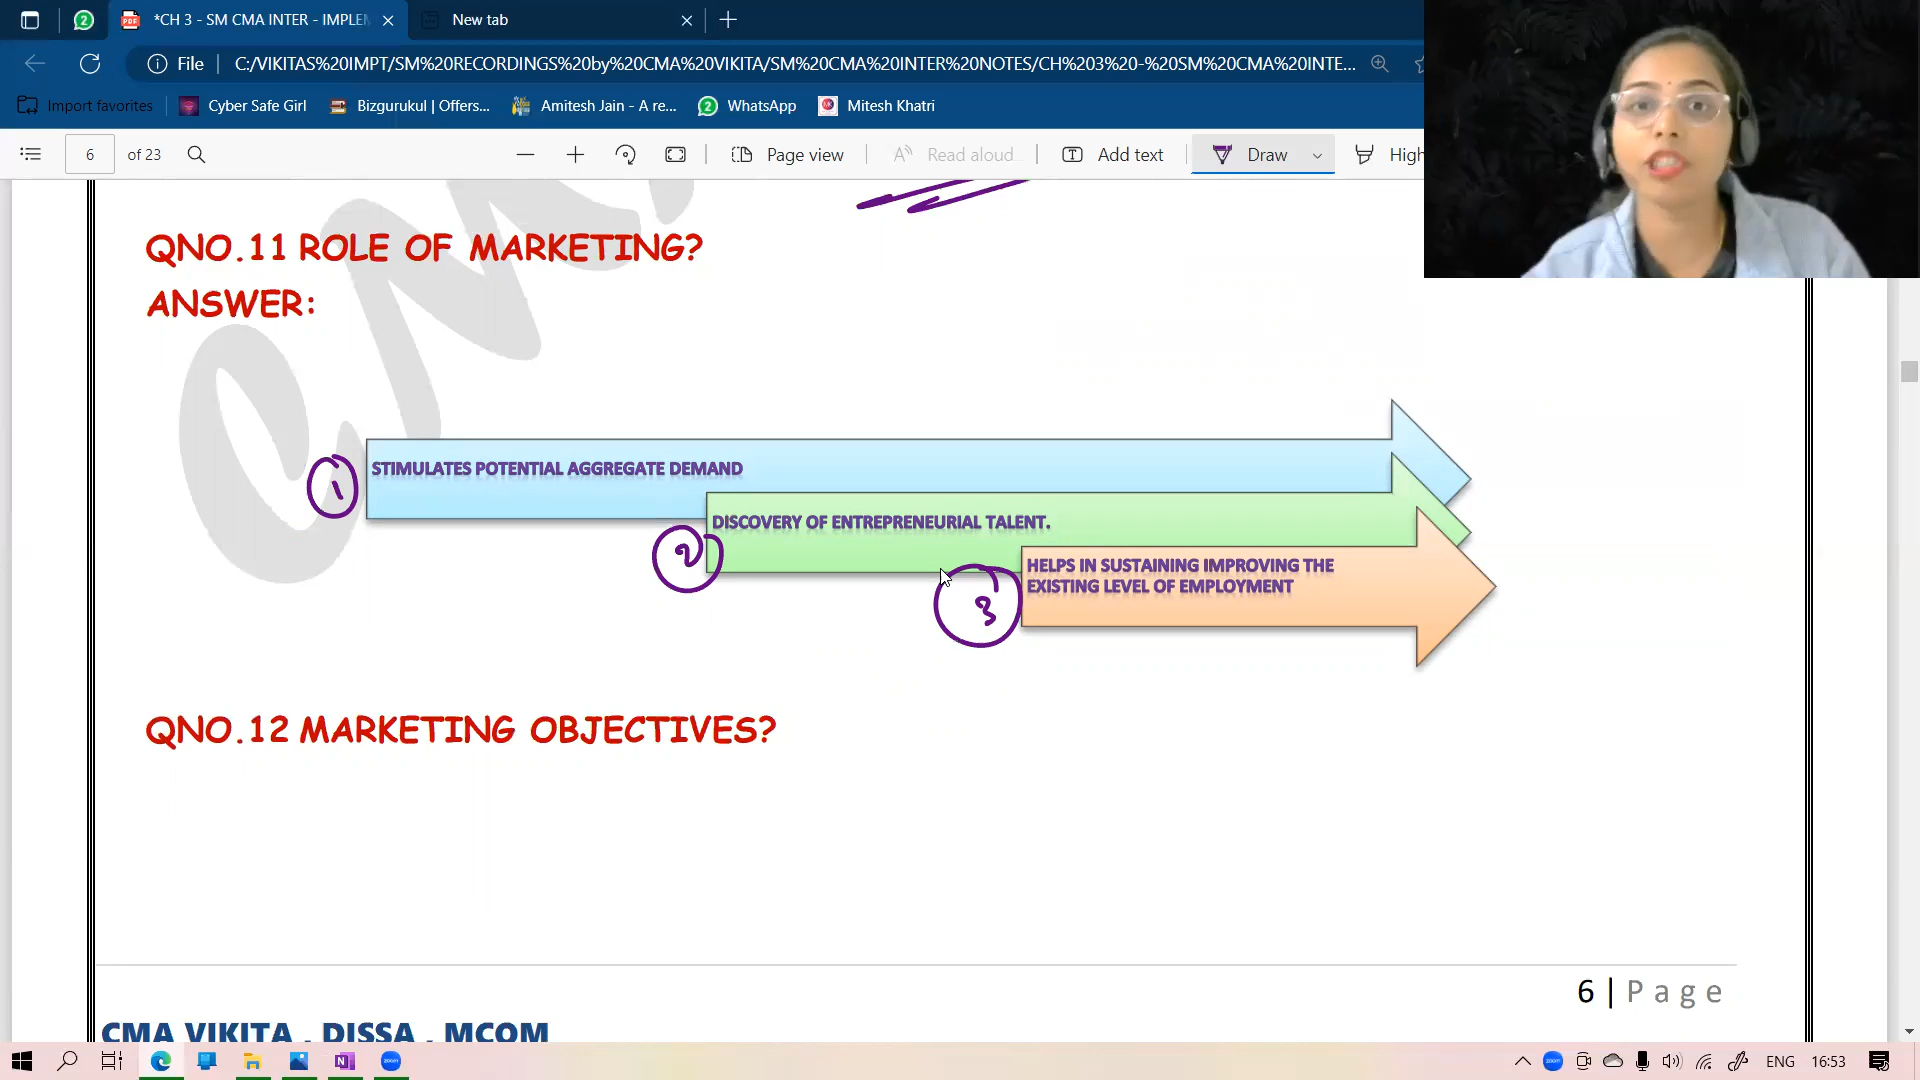 *CH 3 - SM CMA INTER - IMPLE
New tab
File
C:/VIKITAS%20IMPT/SM%20RECORDINGS%20by%20CMA%20VIKITA/SM%20CMA%20INTER%20NOTES/CH%203%20-%20SM%20CMA%20INTE...
Import favorites
Cyber Safe Girl
Bizgurukul | Offers...
Amitesh Jain - A re...
2
WhatsApp
Mitesh Khatri
6
of 23
Page view
Read aloud
Add text
Draw
High
QNO.11 ROLE OF MARKETING?
ANSWER:
1
STIMULATES POTENTIAL AGGREGATE DEMAND
2
DISCOVERY OF ENTREPRENEURIAL TALENT.
3
HELPS IN SUSTAINING IMPROVING THE
EXISTING LEVEL OF EMPLOYMENT
QNO.12 MARKETING OBJECTIVES?
6 | Page
CMA VIKITA . DISSA . MCOM
ENG
16:53